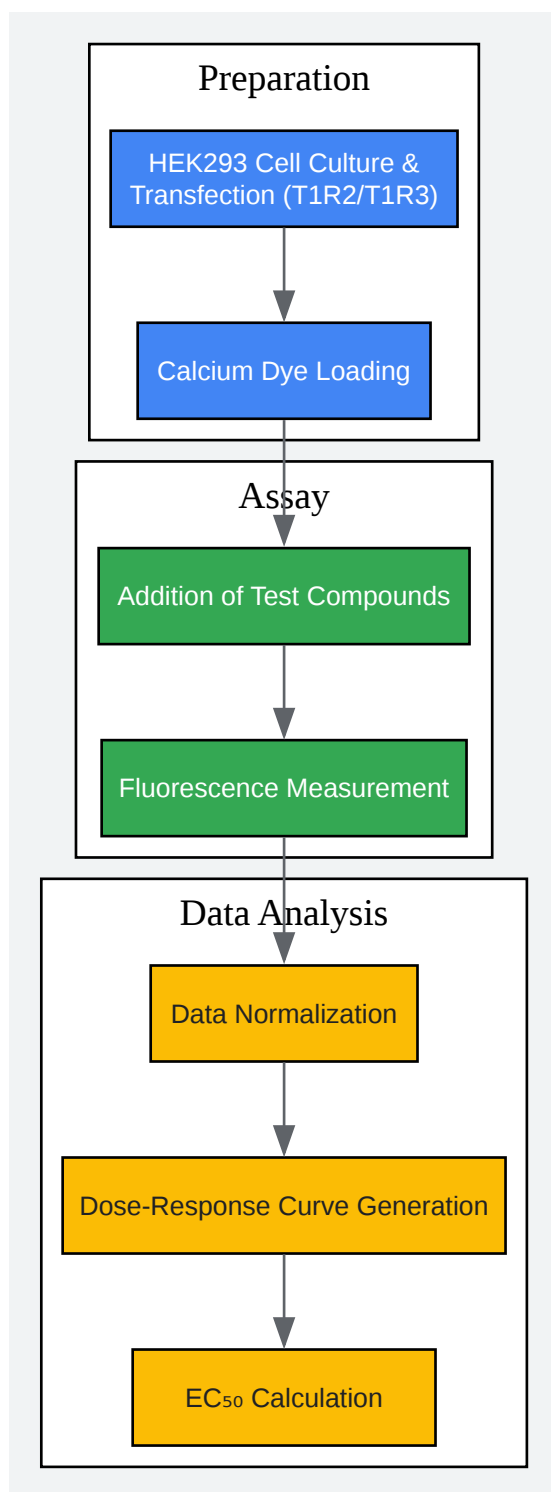 Preparation
HEK293 Cell Culture &
Transfection (T1R2/T1R3)
Calcium Dye Loading
Assay
Addition of Test Compounds
Fluorescence Measurement
Data Analysis
Data Normalization
Dose-Response Curve Generation
EC₅₀ Calculation